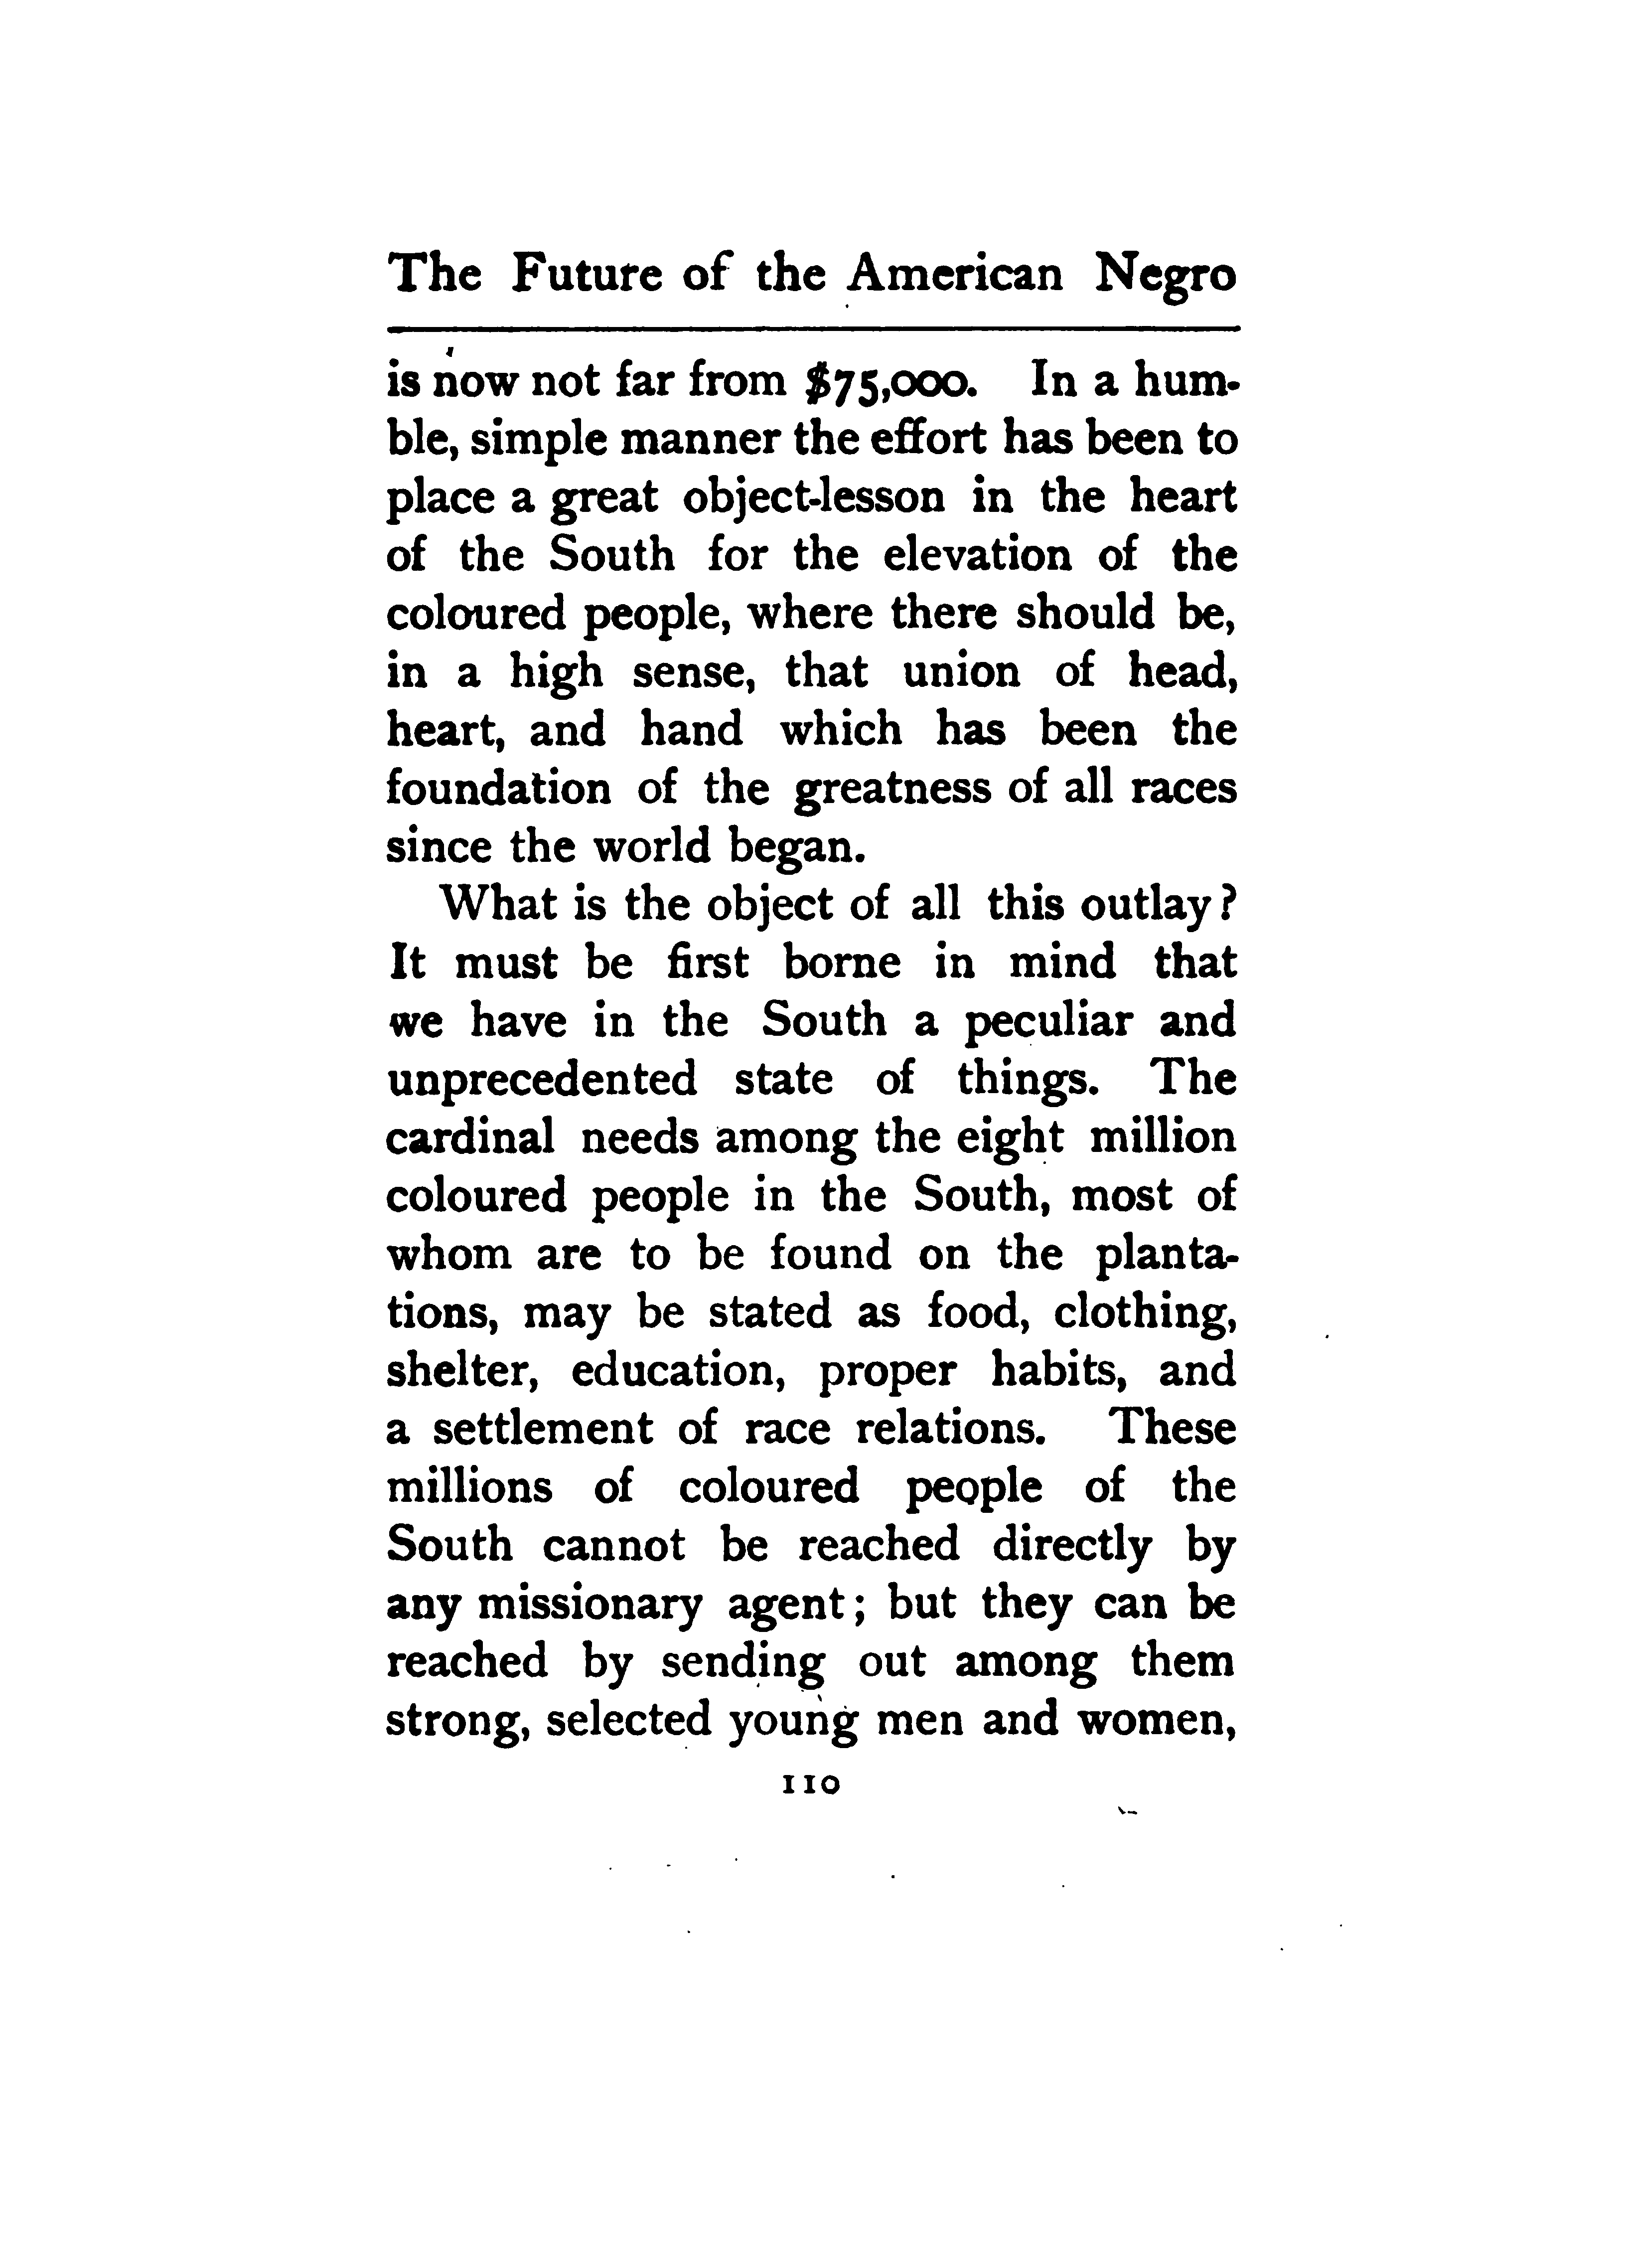 The Future of the American Negro
is now not far from $75,000. In a hum-
ble, simple manner the effort has been to
place a great object-lesson in the heart
of the South for the elevation of the
coloured people, where there should be,
in a high sense, that union of head,
heart, and hand which has been the
foundation of the greatness of all races
since the world began.
What is the object of all this outlay?
It must be first borne in mind that
we have in the South a peculiar and
unprecedented state of things. The
cardinal needs among the eight million
coloured people in the South, most of
whom are to be found on the planta-
tions, may be stated as food, clothing,
shelter, education, proper habits, and
a settlement of race relations. These
millions of coloured people of the
South cannot be reached directly by
any missionary agent; but they can be
reached by sending out among them
strong, selected young men and women,
110